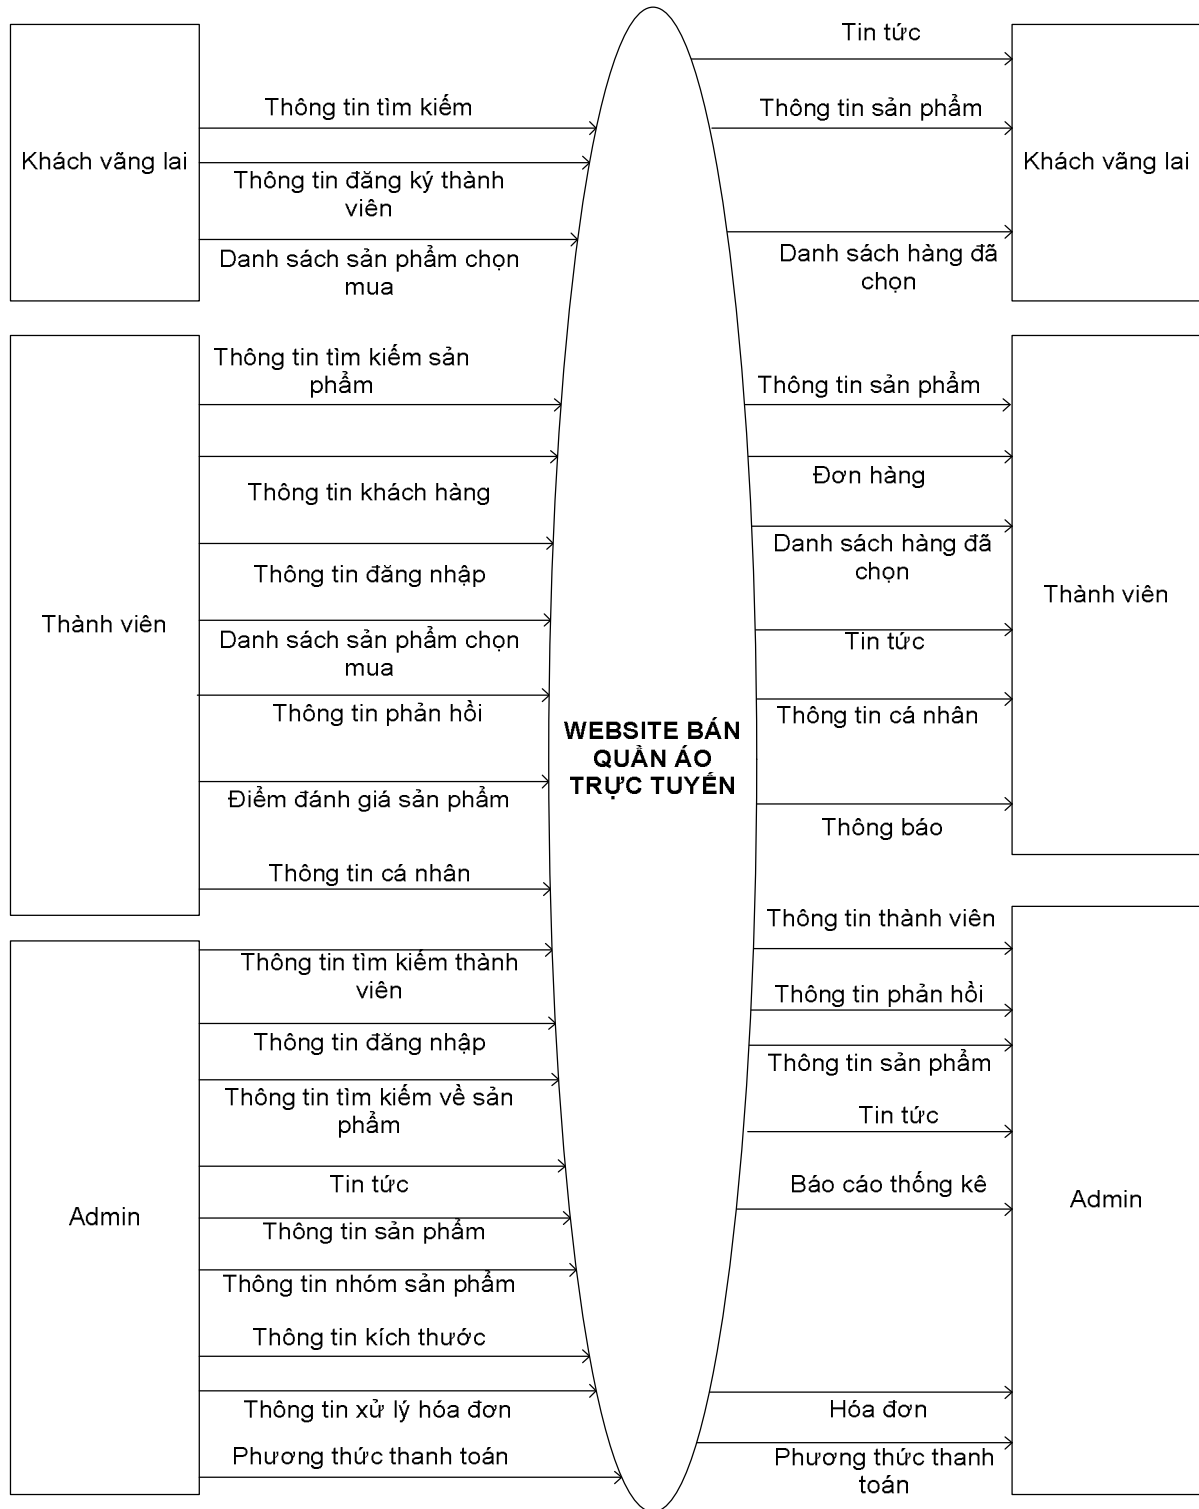 Khách vãng lai
Thông tin tìm kiếm
Thông tin đăng ký thành
viên
Danh sách sản phẩm chọn
mua
Tin tức
Thông tin sản phẩm
Danh sách hàng đã
chọn
Khách vãng lai
Thành viên
Thông tin tìm kiếm sản
phẩm
Thông tin khách hàng
Thông tin đăng nhập
Danh sách sản phẩm chọn
mua
Thông tin phản hồi
Điểm đánh giá sản phẩm
Thông tin cá nhân
WEBSITE BÁN
QUẦN ÁO
TRỰC TUYẾN
Thông tin sản phẩm
Đơn hàng
Danh sách hàng đã
chọn
Tin tức
Thông tin cá nhân
Thông báo
Thành viên
Admin
Thông tin tìm kiếm thành
viên
Thông tin đăng nhập
Thông tin tìm kiếm về sản
phẩm
Tin tức
Thông tin sản phẩm
Thông tin nhóm sản phẩm
Thông tin kích thước
Thông tin xử lý hóa đơn
Phương thức thanh toán
Thông tin thành viên
Thông tin phản hồi
Thông tin sản phẩm
Tin tức
Báo cáo thống kê
Hóa đơn
Phương thức thanh
toán
Admin